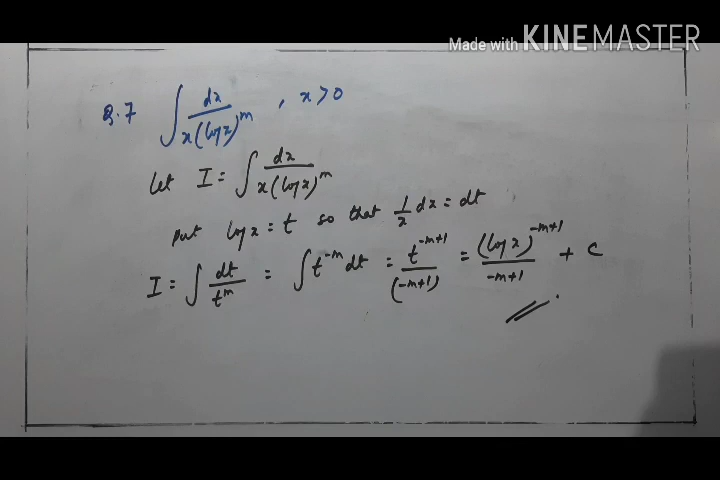 Made with KINEMASTER
Q.7 ∫ dx / x(log x)^m , x>0
Let I = ∫ dx / x(log x)^m
Put log x = t so that 1/x dx = dt
I = ∫ dt / t^m = ∫ t^-m dt = t^-m+1 / (-m+1) = (log x)^-m+1 / -m+1 + C